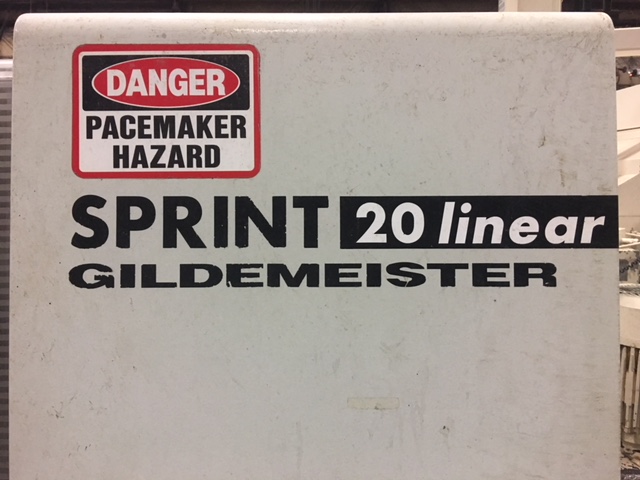 DANGER
PACEMAKER
HAZARD
SPRINT 20 linear
GILDEMEISTER